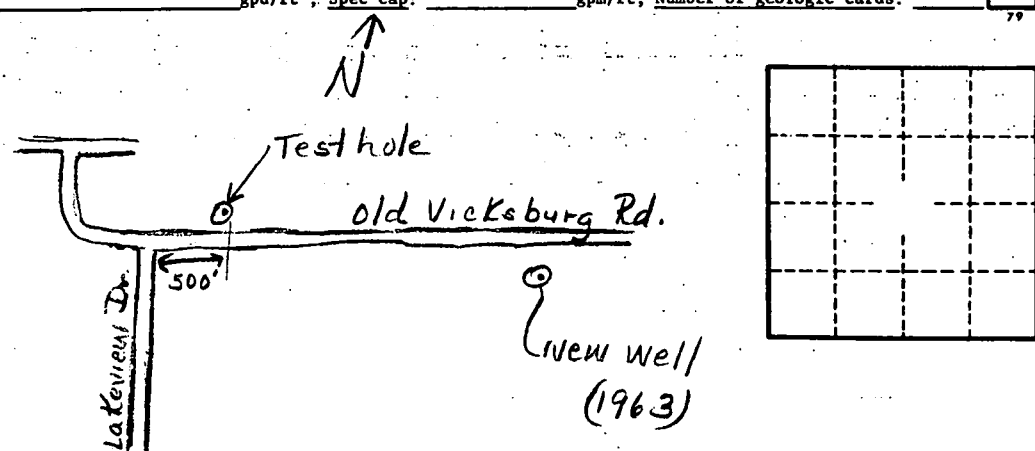 gpd/ft ; Spec cap: gpm/ft; Number of geologic cards:
79
N
Test hole
Old Vicksburg Rd.
500'
Lakeview Dr.
new well
(1963)